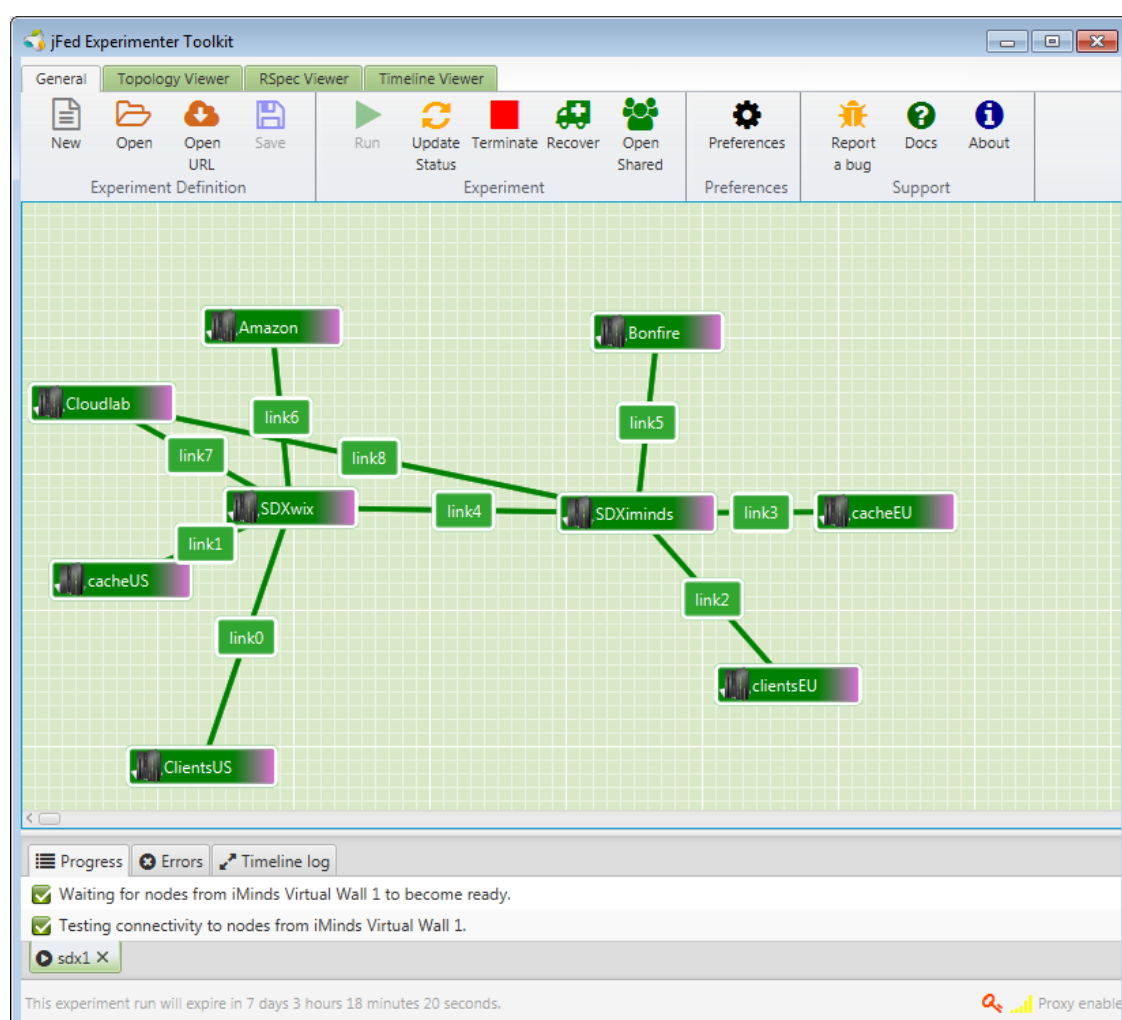 jFed Experimenter Toolkit
General Topology Viewer RSpec Viewer Timeline Viewer
New Open Open URL Save Run Update Status Terminate Recover Open Shared Preferences Report a bug Docs About
Experiment Definition Experiment Preferences Support
Amazon
Bonfire
Cloudlab
link6
link5
link7
link8
SDXwix
link4
SDXiminds
link3
cacheEU
link1
cacheUS
link2
link0
clientsEU
ClientsUS
Progress Errors Timeline log
Waiting for nodes from iMinds Virtual Wall 1 to become ready.
Testing connectivity to nodes from iMinds Virtual Wall 1.
sdx1
This experiment run will expire in 7 days 3 hours 18 minutes 20 seconds. Proxy enable